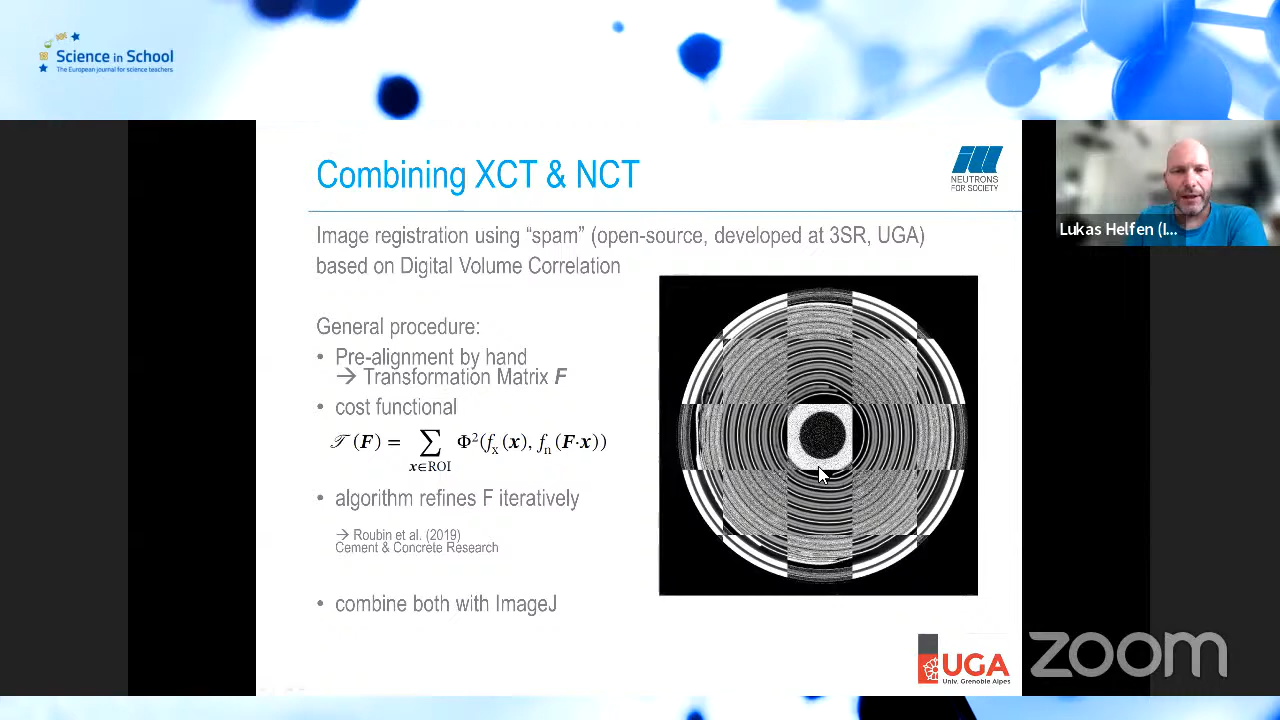 Science in School
The European journal for science teachers
Combining XCT & NCT
NEUTRONS
FOR SOCIETY
Image registration using “spam” (open-source, developed at 3SR, UGA)
based on Digital Volume Correlation
General procedure:
• Pre-alignment by hand
→ Transformation Matrix F
• cost functional
𝒯(F) = ∑ Φ²(fₓ(x), fₙ(F·x))
x∈ROI
• algorithm refines F iteratively
→ Roubin et al. (2019)
Cement & Concrete Research
• combine both with ImageJ
UGA
Univ. Grenoble Alpes
Lukas Helfen (I...
zoom